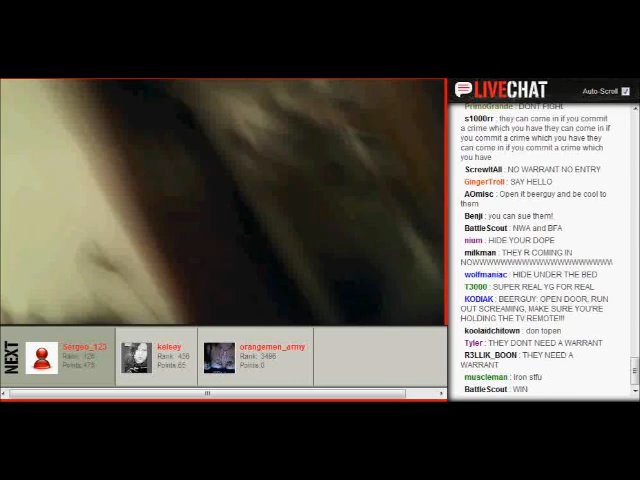 LIVECHAT
Auto-Scroll
PrimoGrande: DONT FIGHT
s1000rr : they can come in if you commit
a crime which you have they can come in if
you commit a crime which you have they
can come in if you commit a crime which
you have
ScrewItAll : NO WARRANT NO ENTRY
GingerTroll : SAY HELLO
AOmisc : Open it beerguy and be cool to
them
Benji : you can sue them!
BattleScout : NWA and BFA
nium : HIDE YOUR DOPE
milkman : THEY R COMING IN
wolfmaniac : HIDE UNDER THE BED
T3000 : SUPER REAL YG FOR REAL
KODIAK : BEERGUY: OPEN DOOR, RUN
OUT SCREAMING, MAKE SURE YOU'RE
HOLDING THE TV REMOTE!!!
koolaidchitown : don topen
Tyler : THEY DONT NEED A WARRANT
R3LLIK_BOON : THEY NEED A
WARRANT
muscleman : iron stfu
BattleScout : WIN
NEXT
Sergeo_123
Rank:
Points:
kelsey
Rank:
Points:65
orangemen_army
Rank:
Points:0